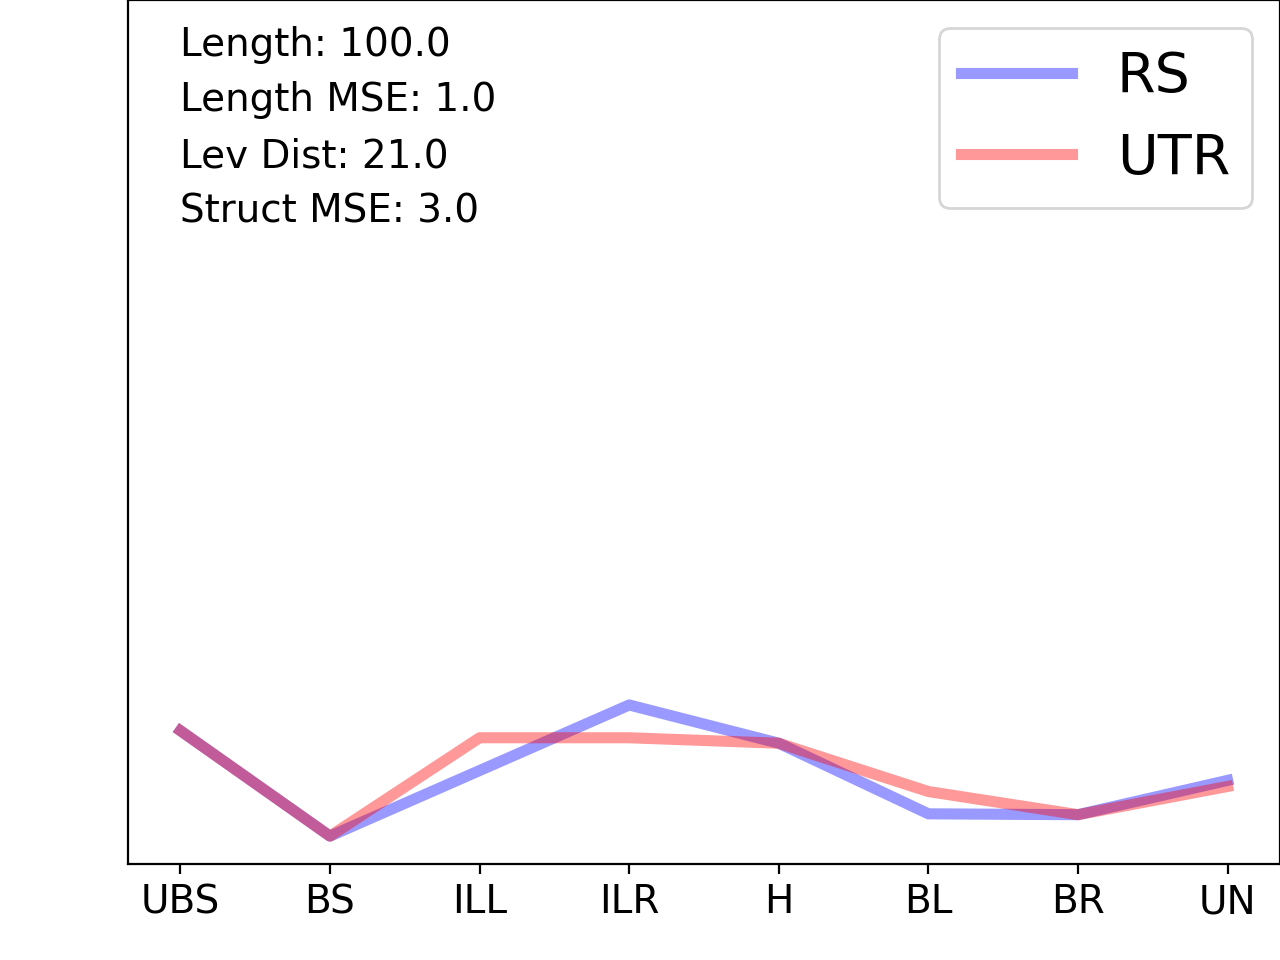 Length: 100.0
Length MSE: 1.0
Lev Dist: 21.0
Struct MSE: 3.0
RS
UTR
UBS BS ILL ILR H BL BR UN